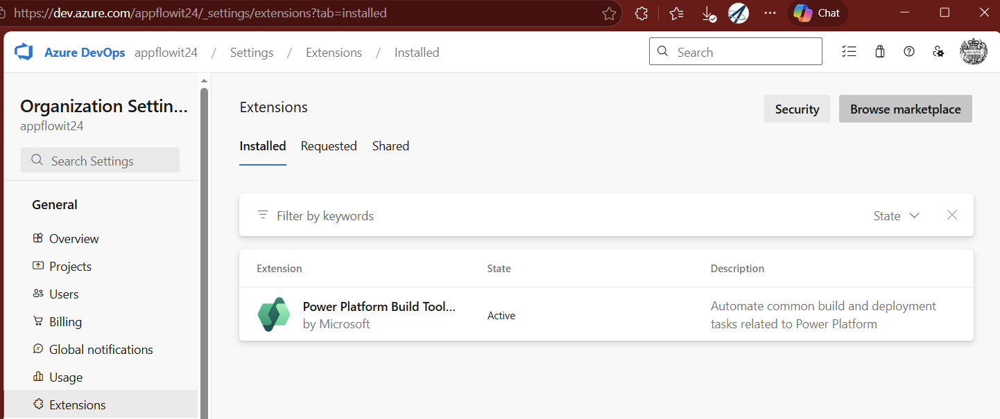 https://dev.azure.com/appflowit24/_settings/extensions?tab=installed
Chat
Azure DevOps appflowit24 / Settings / Extensions / Installed
Search
Organization Settin...
appflowit24
Search Settings
General
Overview
Projects
Users
Billing
Global notifications
Usage
Extensions
Extensions
Security
Browse marketplace
Installed Requested Shared
Filter by keywords
State
Extension State Description
Power Platform Build Tool...
by Microsoft
Active
Automate common build and deployment
tasks related to Power Platform